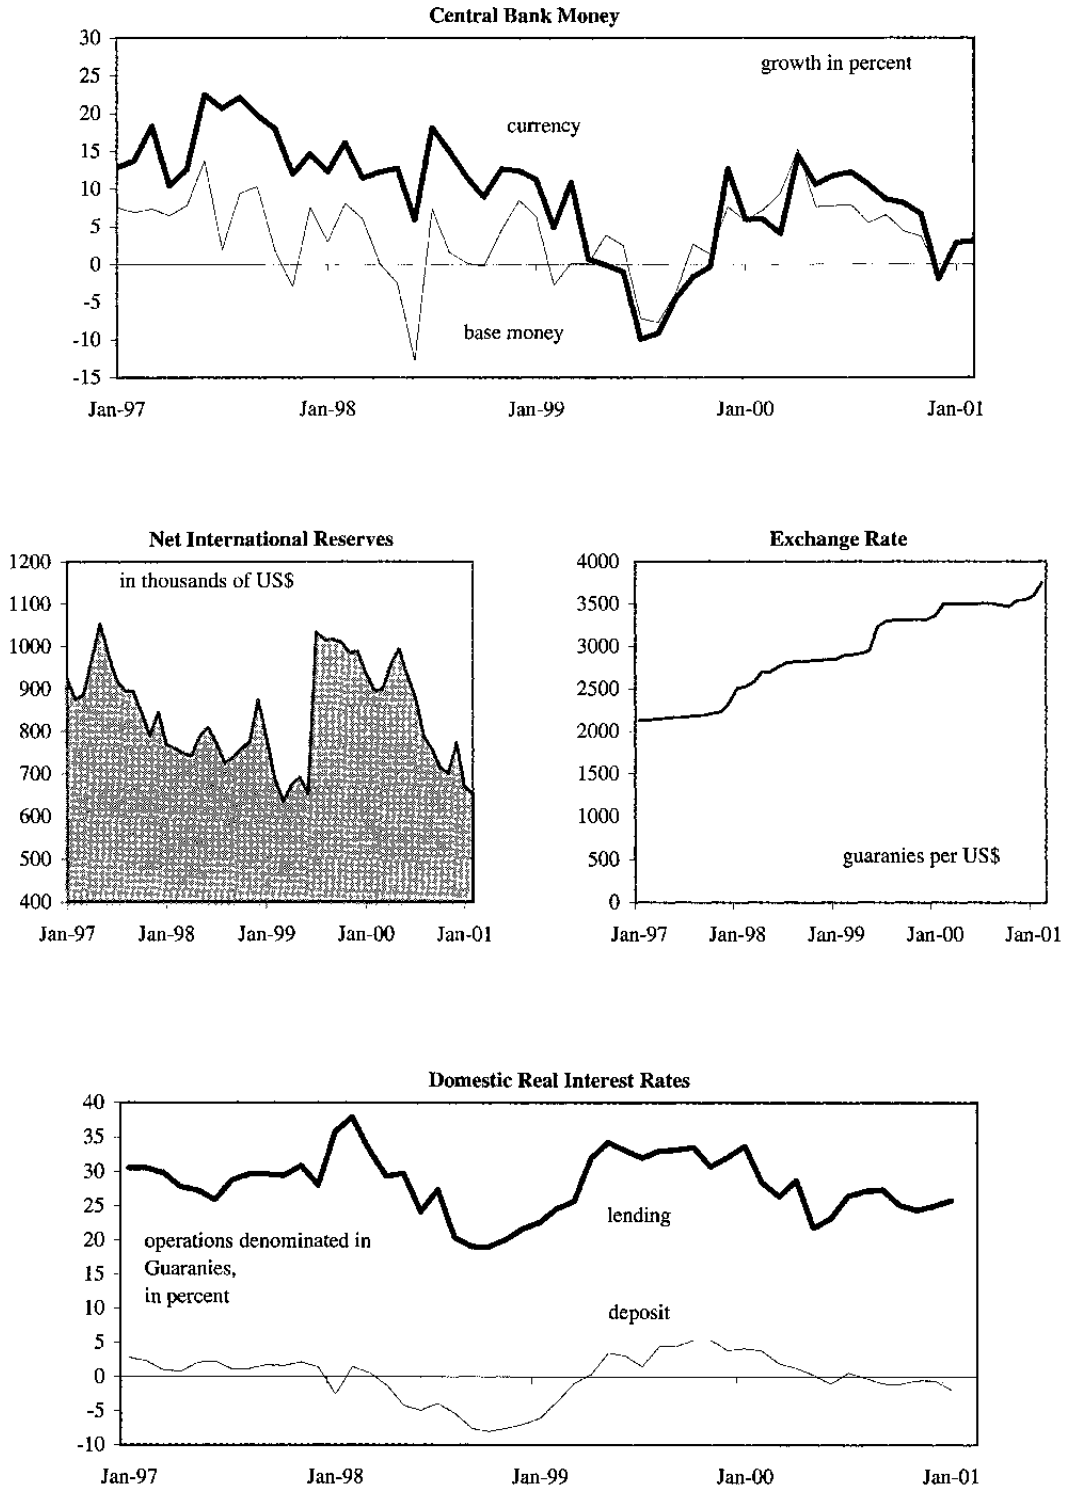 Central Bank Money
30
growth in percent
25
20
currency
15
10
5
0
-5
base money
-10
-15
Jan-97 Jan-98 Jan-99 Jan-00 Jan-01
Net International Reserves
1200
in thousands of US$
1100
1000
900
800
700
600
500
400
Jan-97 Jan-98 Jan-99 Jan-00 Jan-01
Exchange Rate
4000
3500
3000
2500
2000
1500
1000
500
guaranies per US$
0
Jan-97 Jan-98 Jan-99 Jan-00 Jan-01
Domestic Real Interest Rates
40
35
30
25
lending
20
operations denominated in
Guaranies,
in percent
15
10
deposit
5
0
-5
-10
Jan-97 Jan-98 Jan-99 Jan-00 Jan-01